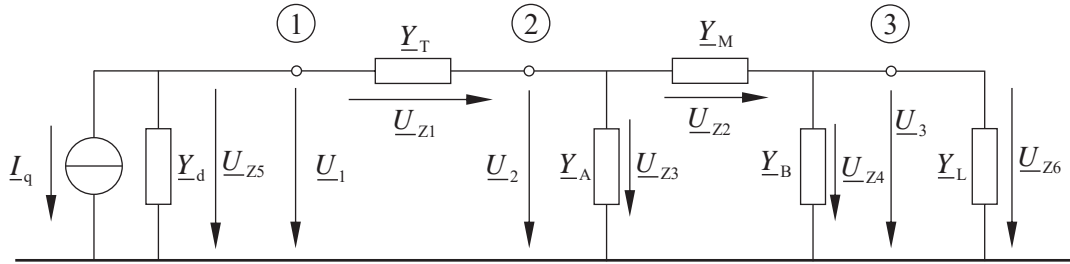 1
2
3
Y_T
Y_M
U_Z1
U_Z2
I_q
Y_d
U_Z5
U_1
U_2
Y_A
U_Z3
Y_B
U_Z4
U_3
Y_L
U_Z6